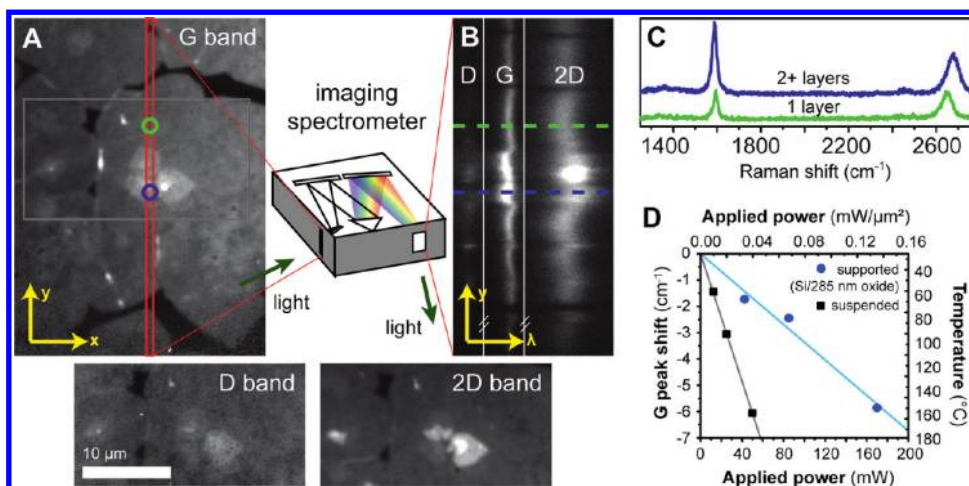 A
G band
y
x
light
imaging
spectrometer
light
B
D
G
2D
y
λ
C
2+ layers
1 layer
1400
1800
2200
2600
Raman shift (cm⁻¹)
D
Applied power (mW/µm²)
0.00
0.04
0.08
0.12
0.16
supported
(Si/285 nm oxide)
suspended
G peak shift (cm⁻¹)
0
-1
-2
-3
-4
-5
-6
-7
40
60
80
100
120
140
160
180
Temperature (°C)
0
40
80
120
160
200
Applied power (mW)
D band
10 µm
2D band